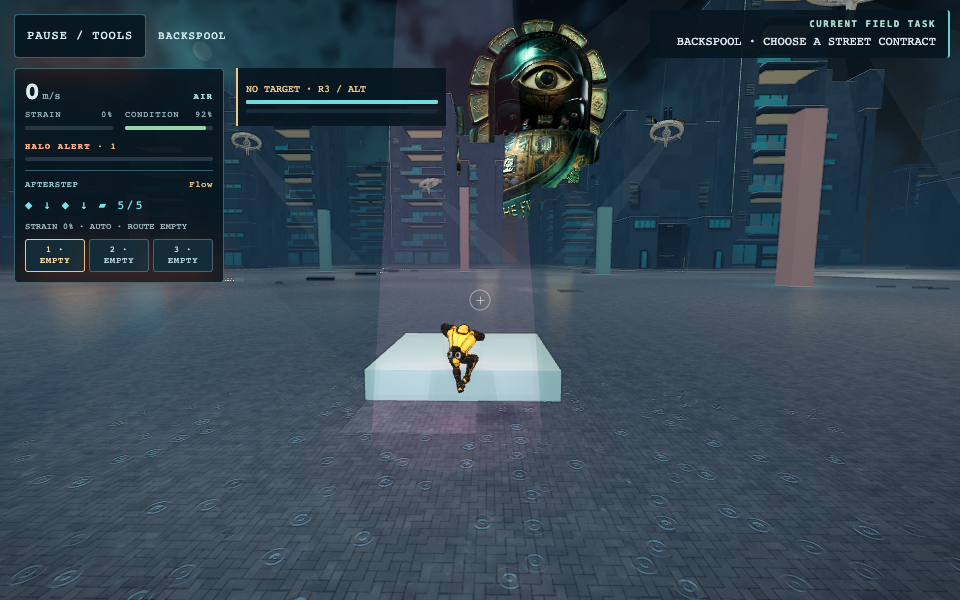 PAUSE / TOOLS
BACKSPOOL
CURRENT FIELD TASK
BACKSPOOL · CHOOSE A STREET CONTRACT
0 m/s
AIR
STRAIN 0%
CONDITION 92%
HALO ALERT · 1
AFTERSTEP
Flow
◆ ↓ ◆ ↓ ▰ 5/5
STRAIN 0% · AUTO · ROUTE EMPTY
1 · EMPTY
2 · EMPTY
3 · EMPTY
NO TARGET · R3 / ALT